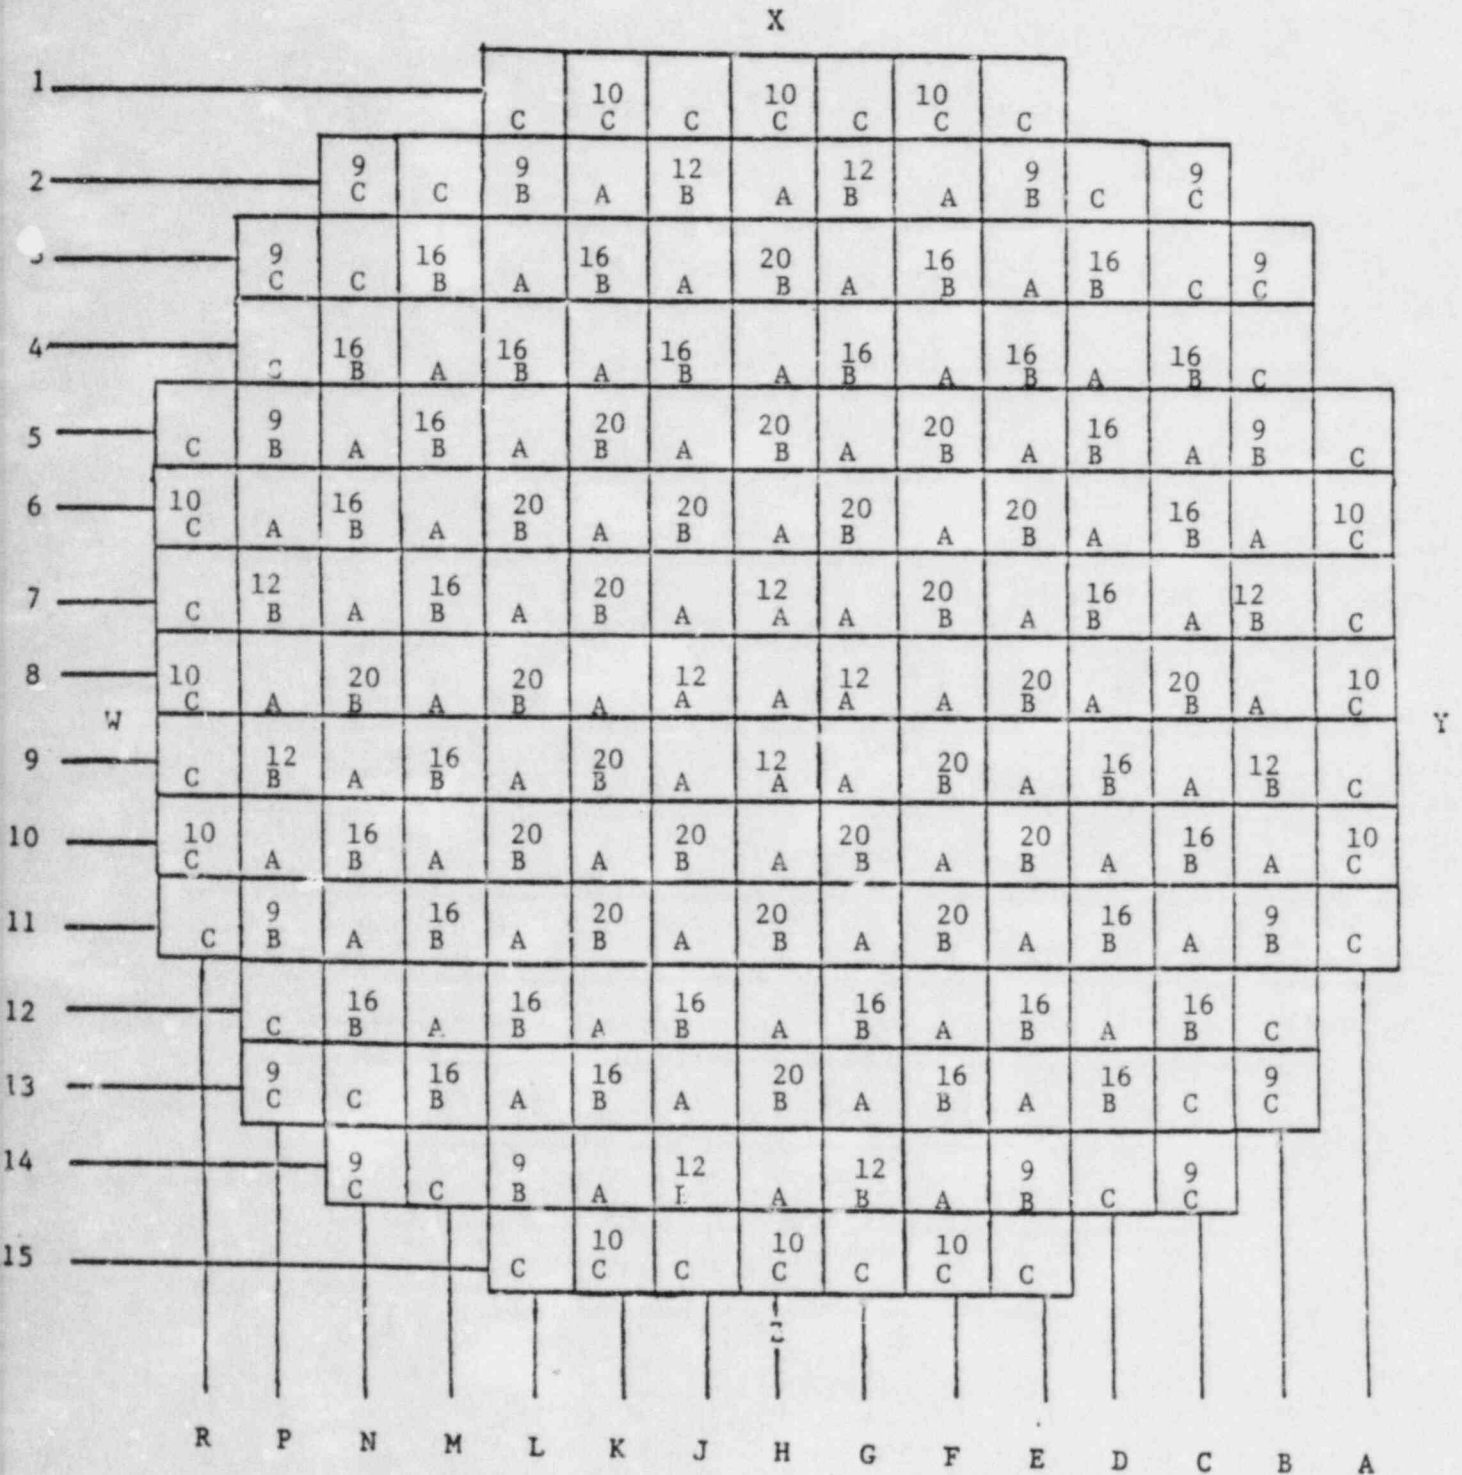 X
1
10 10 10
C C C C C C C
2
9 9 12 12 9 9
C C B A B A B A B C C
9 16 16 20 16 16 9
C C B A B A B A B A B C C
4
16 16 16 16 16 16
B A B A B A B A B A B C
5
9 16 20 20 20 16 9
C B A B A B A B A B A B A B C
6
10 16 20 20 20 20 16 10
C A B A B A B A B A B A B A C
7
12 16 20 12 20 16 12
C B A B A B A A A B A B A B C
8
10 20 20 12 12 20 20 10
C A B A B A A A A A B A B A C
W
Y
9
12 16 20 12 20 16 12
C B A B A B A A A B A B A B C
10
10 16 20 20 20 20 16 10
C A B A B A B A B A B A B A C
11
9 16 20 20 20 16 9
C B A B A B A B A B A B A B C
12
16 16 16 16 16 16
C B A B A B A B A B A B C
13
9 16 16 20 16 16 9
C C B A B A B A B A B C C
14
9 9 12 12 9 9
C C B A A B A B C C
15
10 10 10
C C C C C C C
R P N M L K J H G F E D C B A